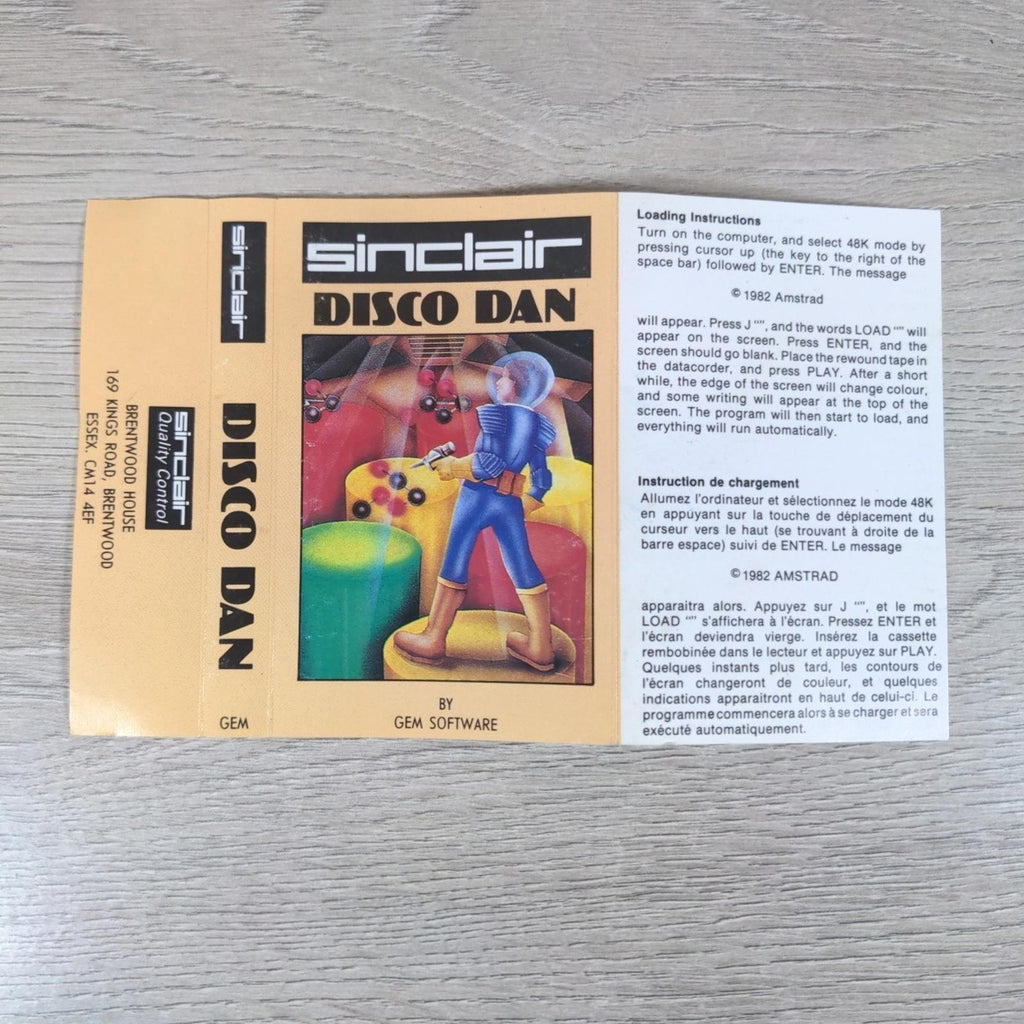 sinclair
Quality Control
BRENTWOOD HOUSE
169 KINGS ROAD, BRENTWOOD
ESSEX. CM14 4EF
sinclair
DISCO DAN
GEM
sinclair
DISCO DAN
BY
GEM SOFTWARE
Loading Instructions
Turn on the computer, and select 48K mode by
pressing cursor up (the key to the right of the
space bar) followed by ENTER. The message
© 1982 Amstrad
will appear. Press J "", and the words LOAD "" will
appear on the screen. Press ENTER, and the
screen should go blank. Place the rewound tape in
the datacorder, and press PLAY. After a short
while, the edge of the screen will change colour,
and some writing will appear at the top of the
screen. The program will then start to load, and
everything will run automatically.
Instruction de chargement
Allumez l'ordinateur et sélectionnez le mode 48K
en appuyant sur la touche de déplacement du
curseur vers le haut (se trouvant à droite de la
barre espace) suivi de ENTER. Le message
© 1982 AMSTRAD
apparaitra alors. Appuyez sur J "", et le mot
LOAD "" s'affichera à l'écran. Pressez ENTER et
l'écran deviendra vierge. Insérez la cassette
rembobinée dans le lecteur et appuyez sur PLAY.
Quelques instants plus tard, les contours de
l'écran changeront de couleur, et quelques
indications apparaitront en haut de celui-ci. Le
programme commencera alors à se charger et sera
exécuté automatiquement.